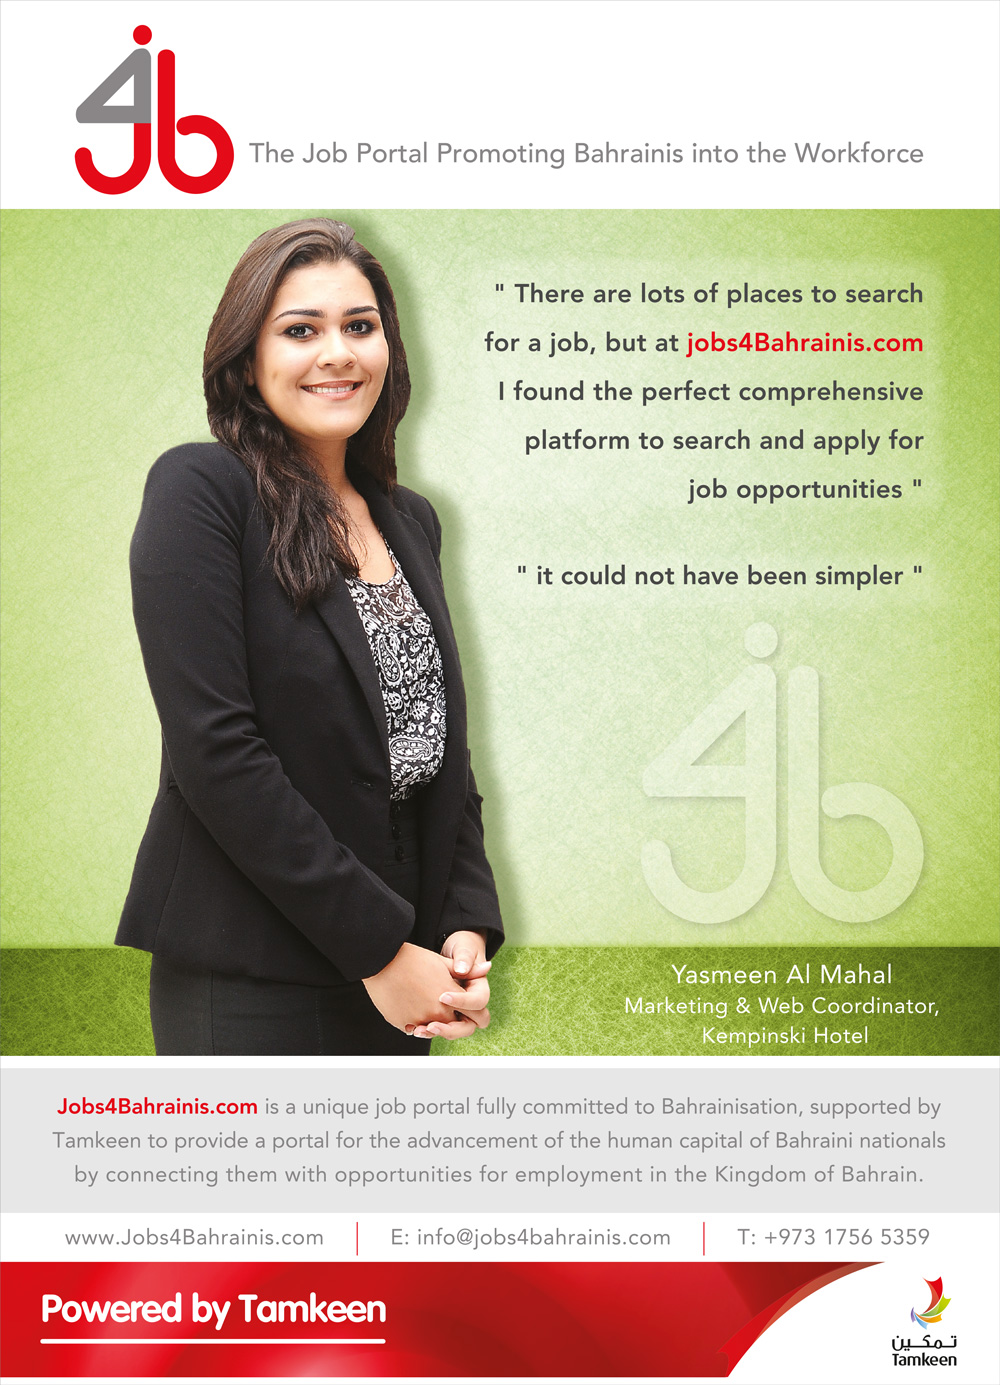 4jb
The Job Portal Promoting Bahrainis into the Workforce
" There are lots of places to search
for a job, but at jobs4Bahrainis.com
I found the perfect comprehensive
platform to search and apply for
job opportunities "
" it could not have been simpler "
4jb
Yasmeen Al Mahal
Marketing & Web Coordinator,
Kempinski Hotel
Jobs4Bahrainis.com is a unique job portal fully committed to Bahrainisation, supported by
Tamkeen to provide a portal for the advancement of the human capital of Bahraini nationals
by connecting them with opportunities for employment in the Kingdom of Bahrain.
www.Jobs4Bahrainis.com | E: info@jobs4bahrainis.com | T: +973 1756 5359
Powered by Tamkeen
تمكين
Tamkeen